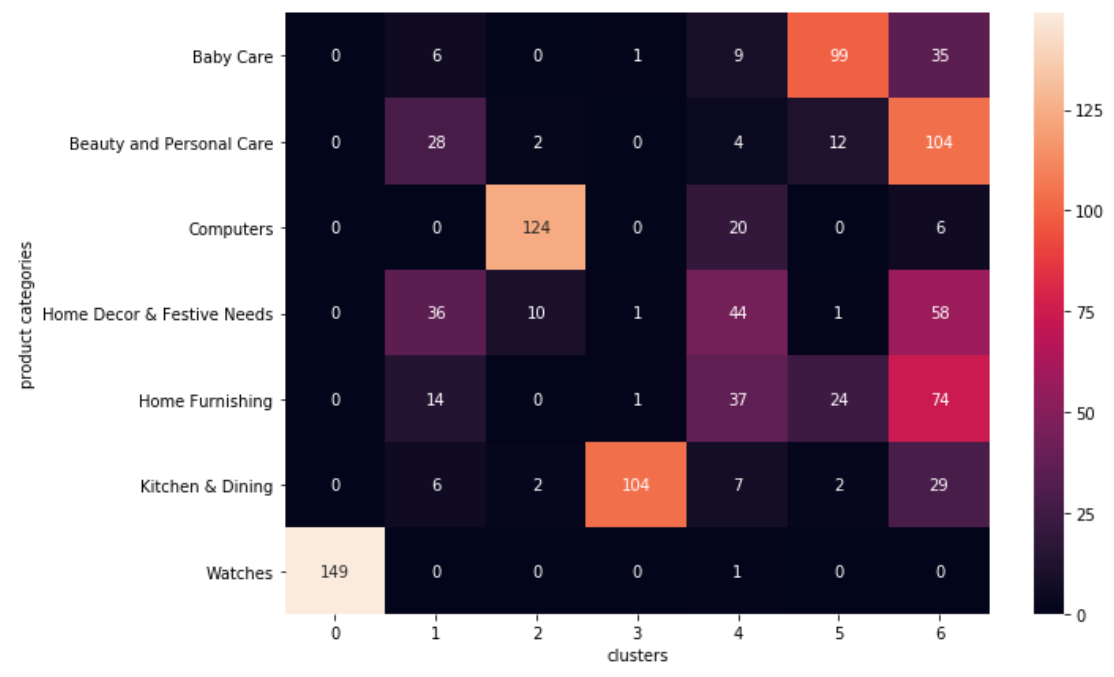 Baby Care 0 6 0 1 9 99 35
Beauty and Personal Care 0 28 2 0 4 12 104
Computers 0 0 124 0 20 0 6
Home Decor & Festive Needs 0 36 10 1 44 1 58
Home Furnishing 0 14 0 1 37 24 74
Kitchen & Dining 0 6 2 104 7 2 29
Watches 149 0 0 0 1 0 0
0 1 2 3 4 5 6
clusters
product categories
125
100
75
50
25
0